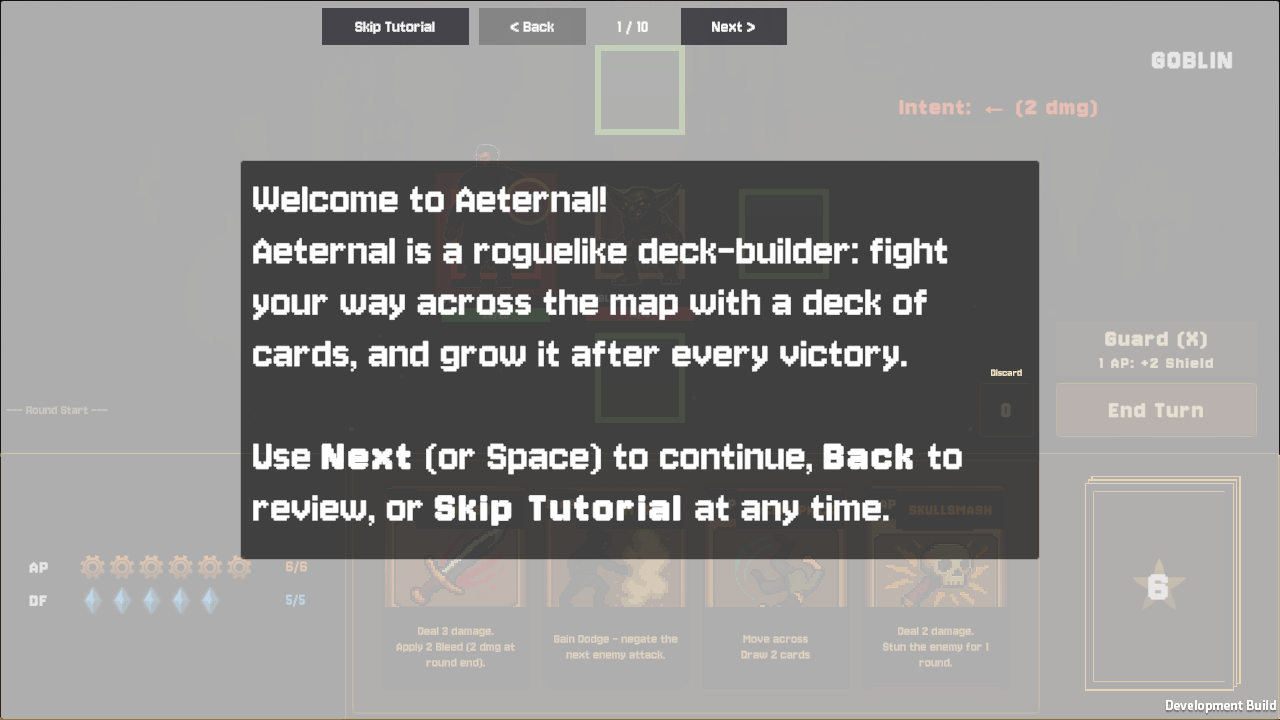 Skip Tutorial
< Back
1 / 10
Next >
GOBLIN
Intent: ← (2 dmg)
Welcome to Aeternal!
Aeternal is a roguelike deck-builder: fight
your way across the map with a deck of
cards, and grow it after every victory.
Use Next (or Space) to continue, Back to
review, or Skip Tutorial at any time.
Guard (X)
1 AP: +2 Shield
Discard
0
End Turn
--- Round Start ---
AP
6/6
DF
5/5
SKULLSMASH
Deal 3 damage.
Apply 2 Bleed (2 dmg at
round end).
Gain Dodge - negate the
next enemy attack.
Move across
Draw 2 cards
Deal 2 damage.
Stun the enemy for 1
round.
6
Development Build